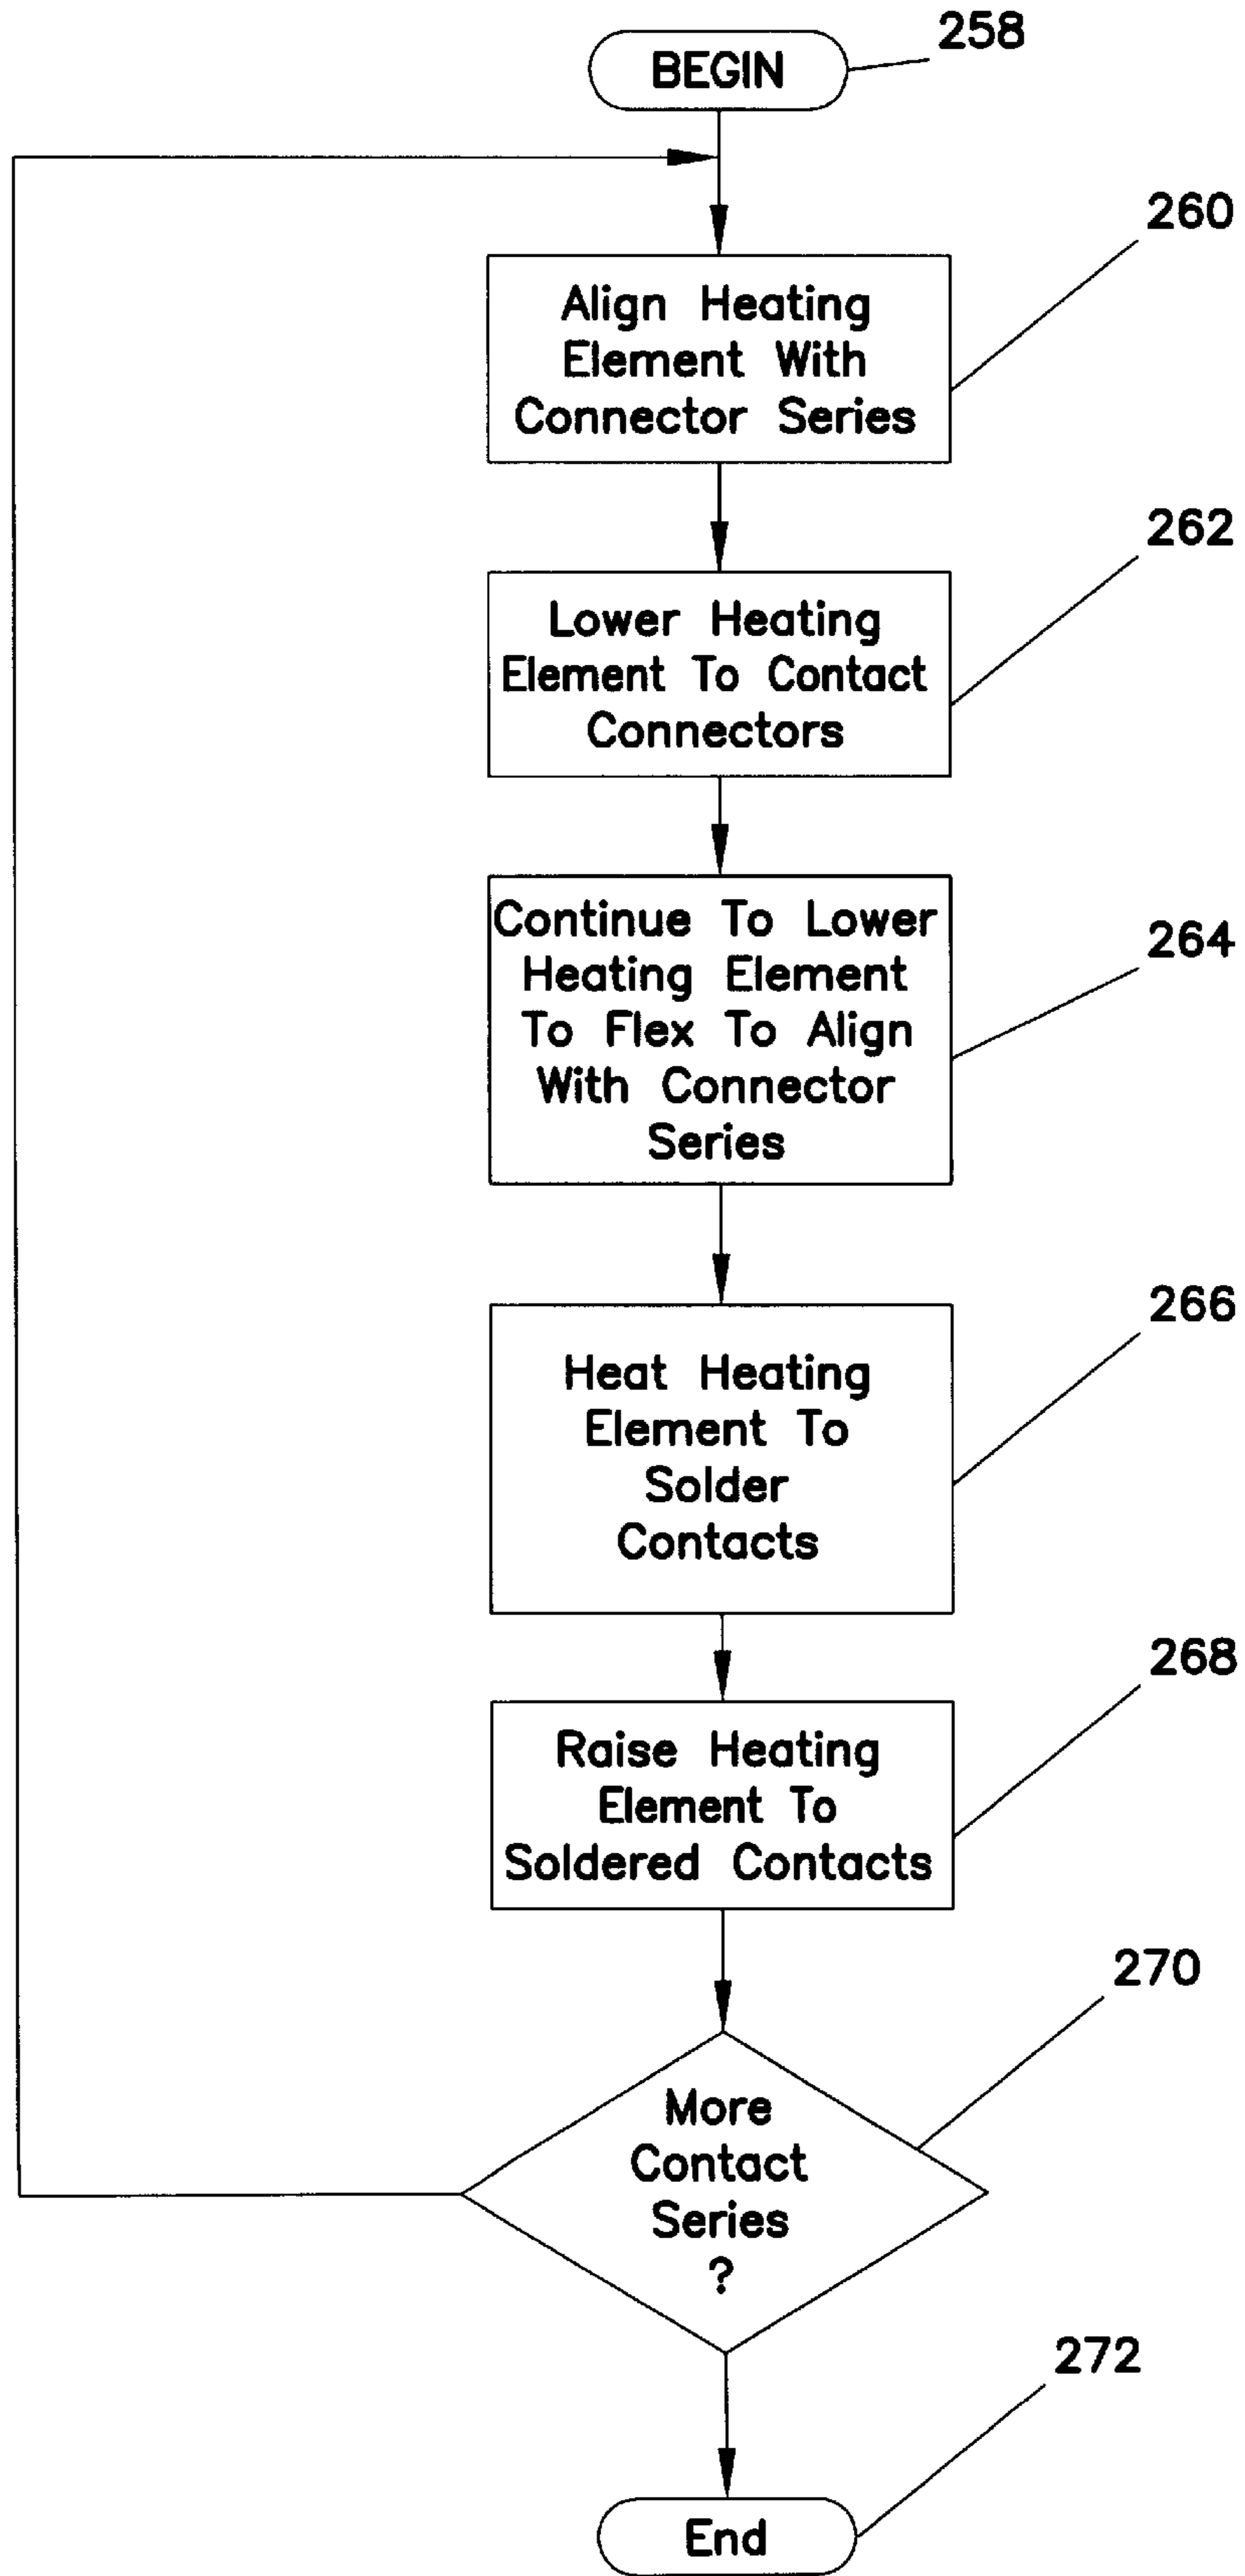 BEGIN
258
260
Align Heating
Element With
Connector Series
262
Lower Heating
Element To Contact
Connectors
264
Continue To Lower
Heating Element
To Flex To Align
With Connector
Series
266
Heat Heating
Element To
Solder
Contacts
268
Raise Heating
Element To
Soldered Contacts
270
More
Contact
Series
?
272
End